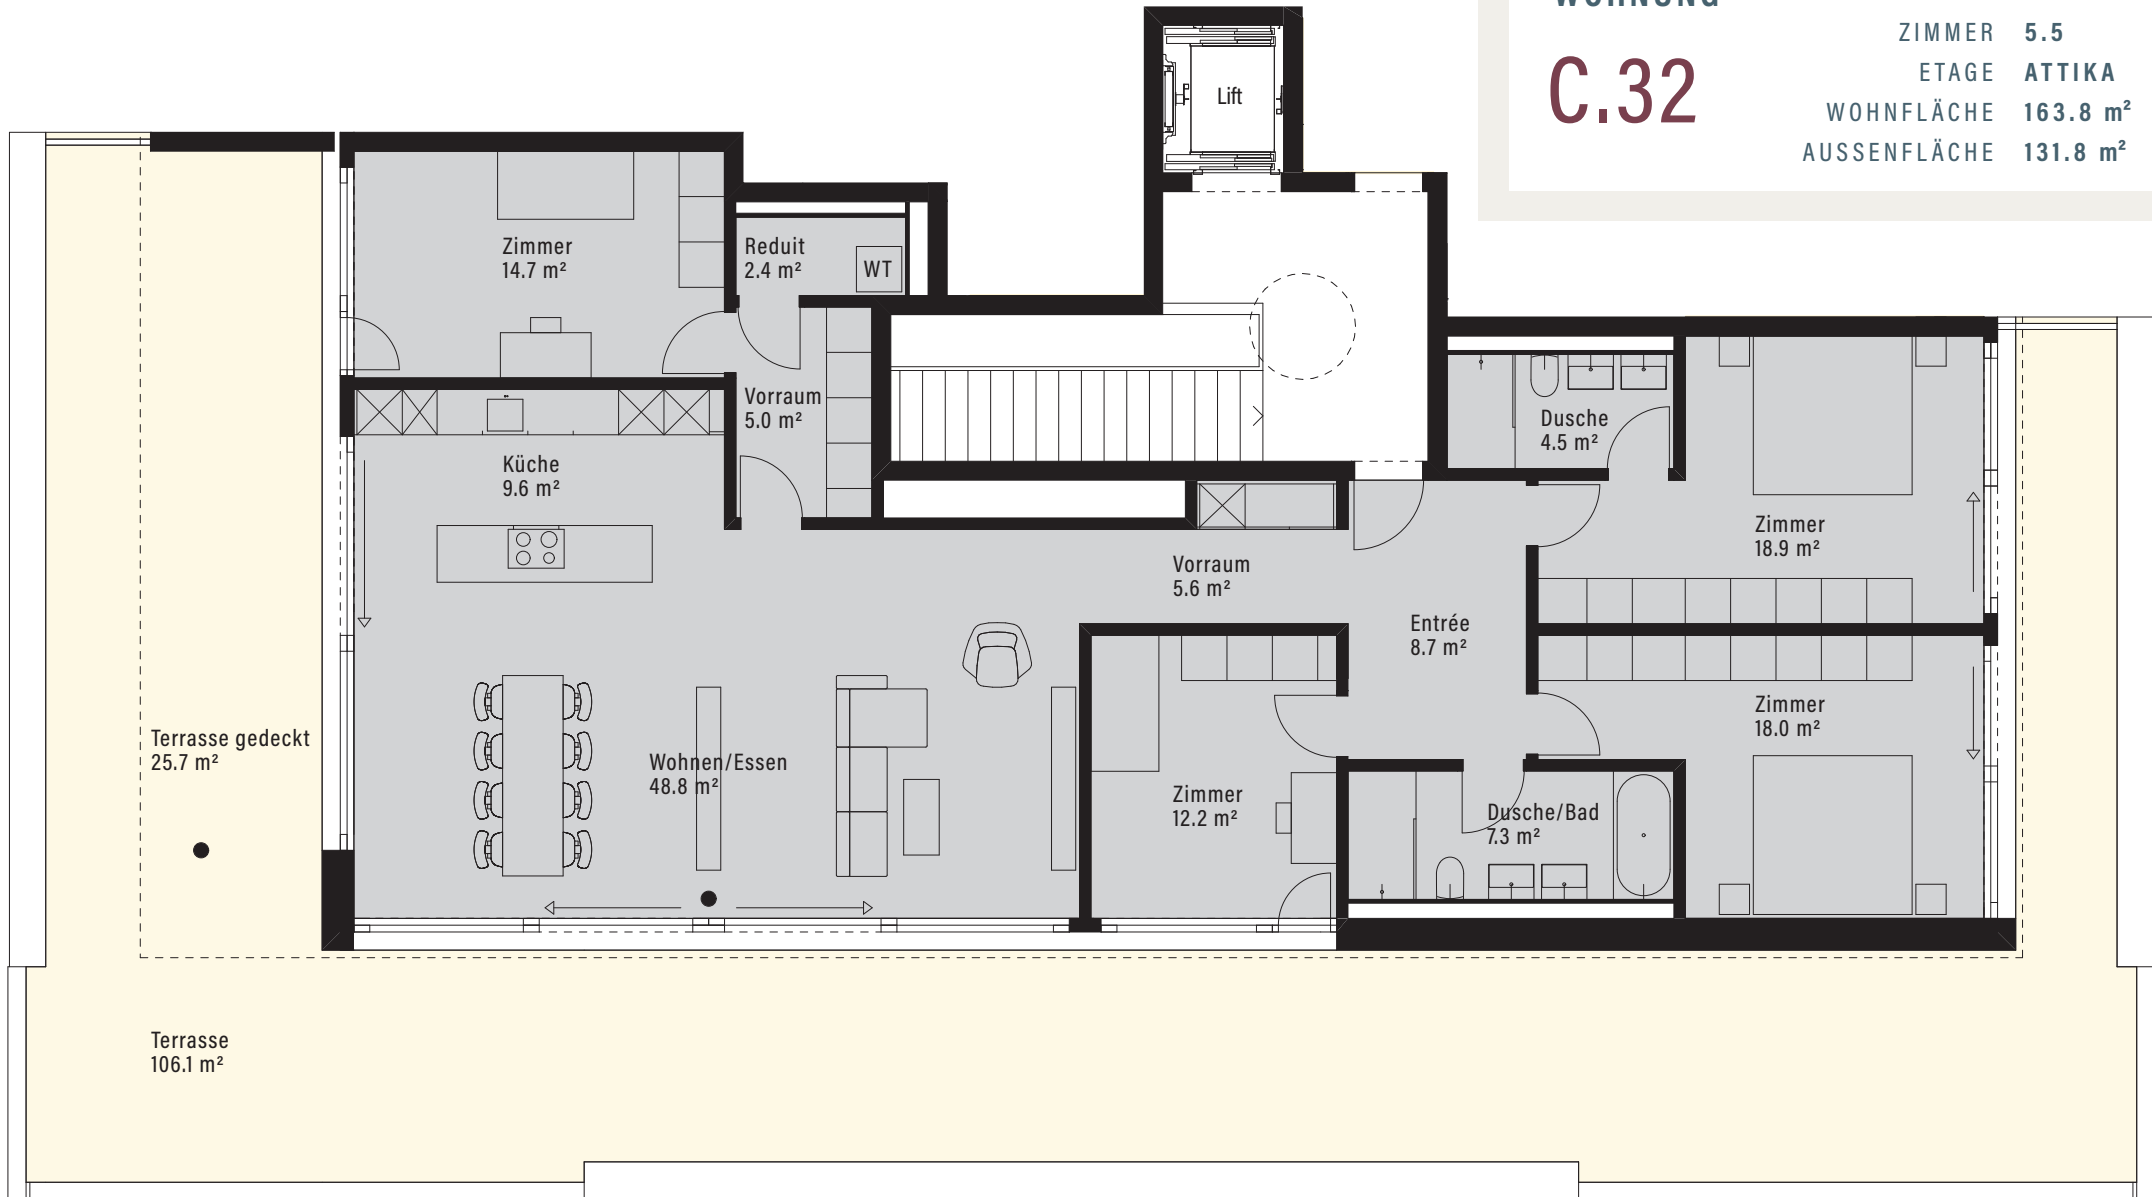 WOHNUNG
C.32
ZIMMER 5.5
ETAGE ATTIKA
WOHNFLÄCHE 163.8 m²
AUSSENFLÄCHE 131.8 m²
Lift
Zimmer
14.7 m²
Reduit
2.4 m²
WT
Vorraum
5.0 m²
Küche
9.6 m²
Dusche
4.5 m²
Zimmer
18.9 m²
Vorraum
5.6 m²
Entrée
8.7 m²
Terrasse gedeckt
25.7 m²
Wohnen/Essen
48.8 m²
Zimmer
12.2 m²
Dusche/Bad
7.3 m²
Zimmer
18.0 m²
Terrasse
106.1 m²